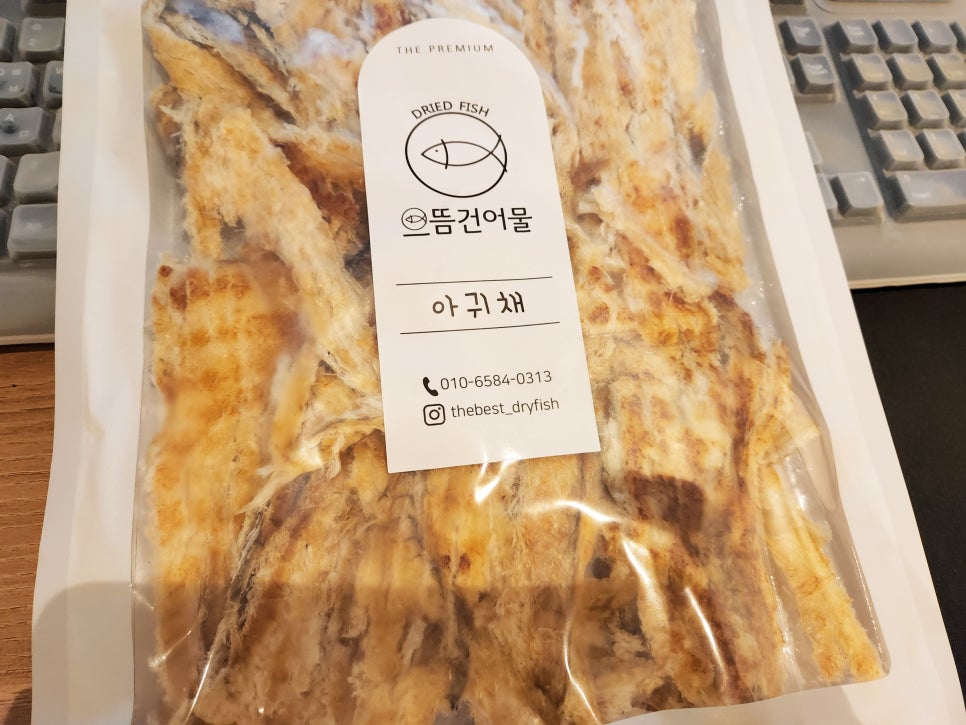 THE PREMIUM
DRIED FISH
으뜸건어물
아귀채
010-6584-0313
thebest_dryfish